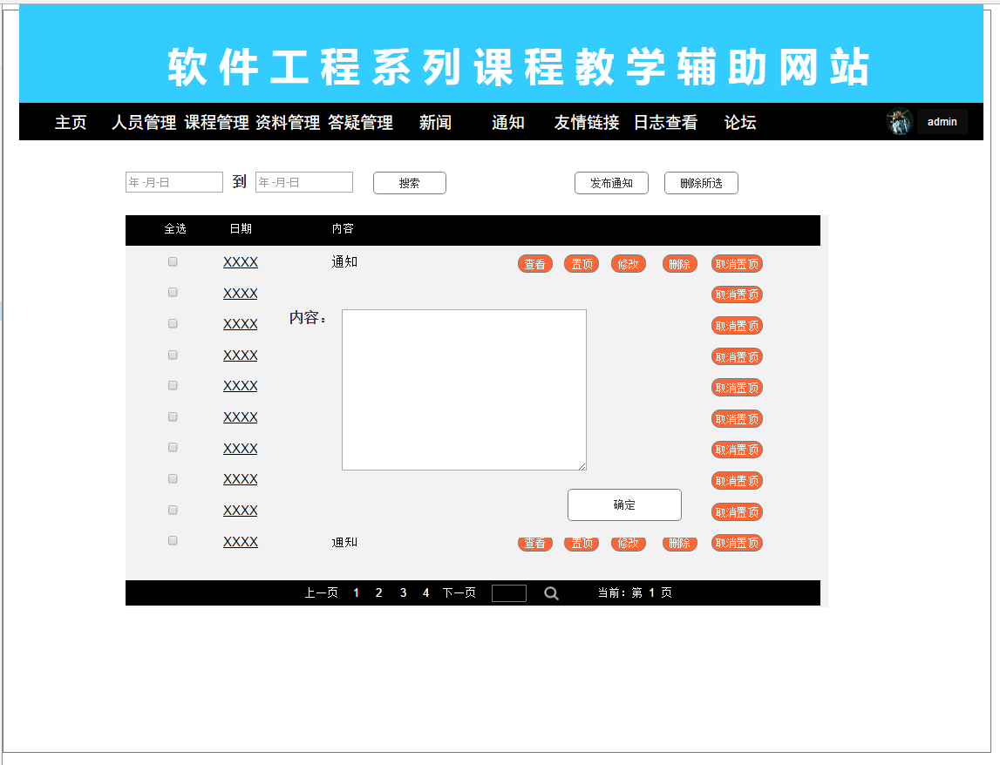 软件工程系列课程教学辅助网站
主页 人员管理 课程管理 资料管理 答疑管理 新闻 通知 友情链接 日志查看 论坛 admin
年 -月-日 到 年 -月-日 搜索 发布通知 删除所选
全选 日期 内容
XXXX 通知 查看 置顶 修改 删除 取消置顶
XXXX 取消置顶
内容：
XXXX 取消置顶
XXXX 取消置顶
XXXX 取消置顶
XXXX 取消置顶
XXXX 取消置顶
XXXX 取消置顶
确定
XXXX 取消置顶
XXXX 通知 查看 置顶 修改 删除 取消置顶
上一页 1 2 3 4 下一页 当前：第 1 页